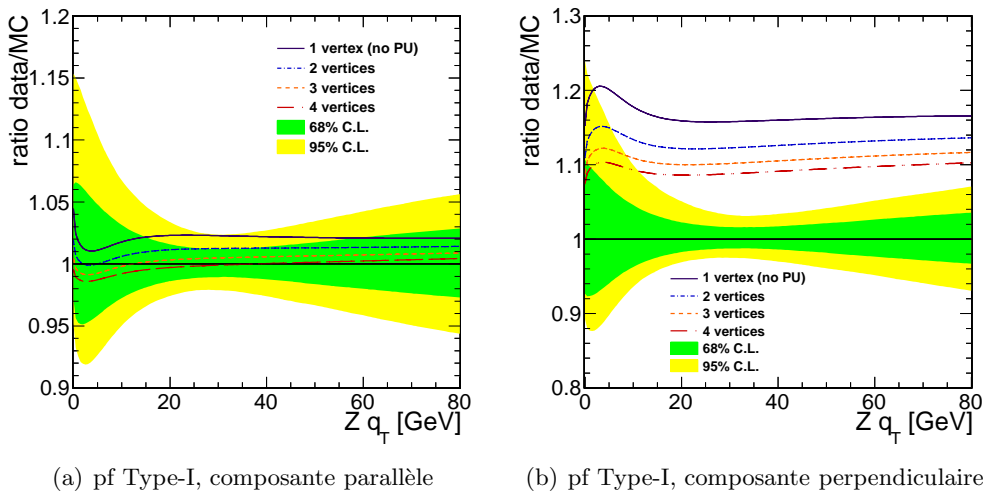 ratio data/MC
1.2
1.15
1.1
1.05
1
0.95
0.9
1 vertex (no PU)
2 vertices
3 vertices
4 vertices
68% C.L.
95% C.L.
0 20 40 60 80
Z q_T [GeV]
(a) pf Type-I, composante parallèle
ratio data/MC
1.3
1.2
1.1
1
0.9
0.8
1 vertex (no PU)
2 vertices
3 vertices
4 vertices
68% C.L.
95% C.L.
0 20 40 60 80
Z q_T [GeV]
(b) pf Type-I, composante perpendiculaire